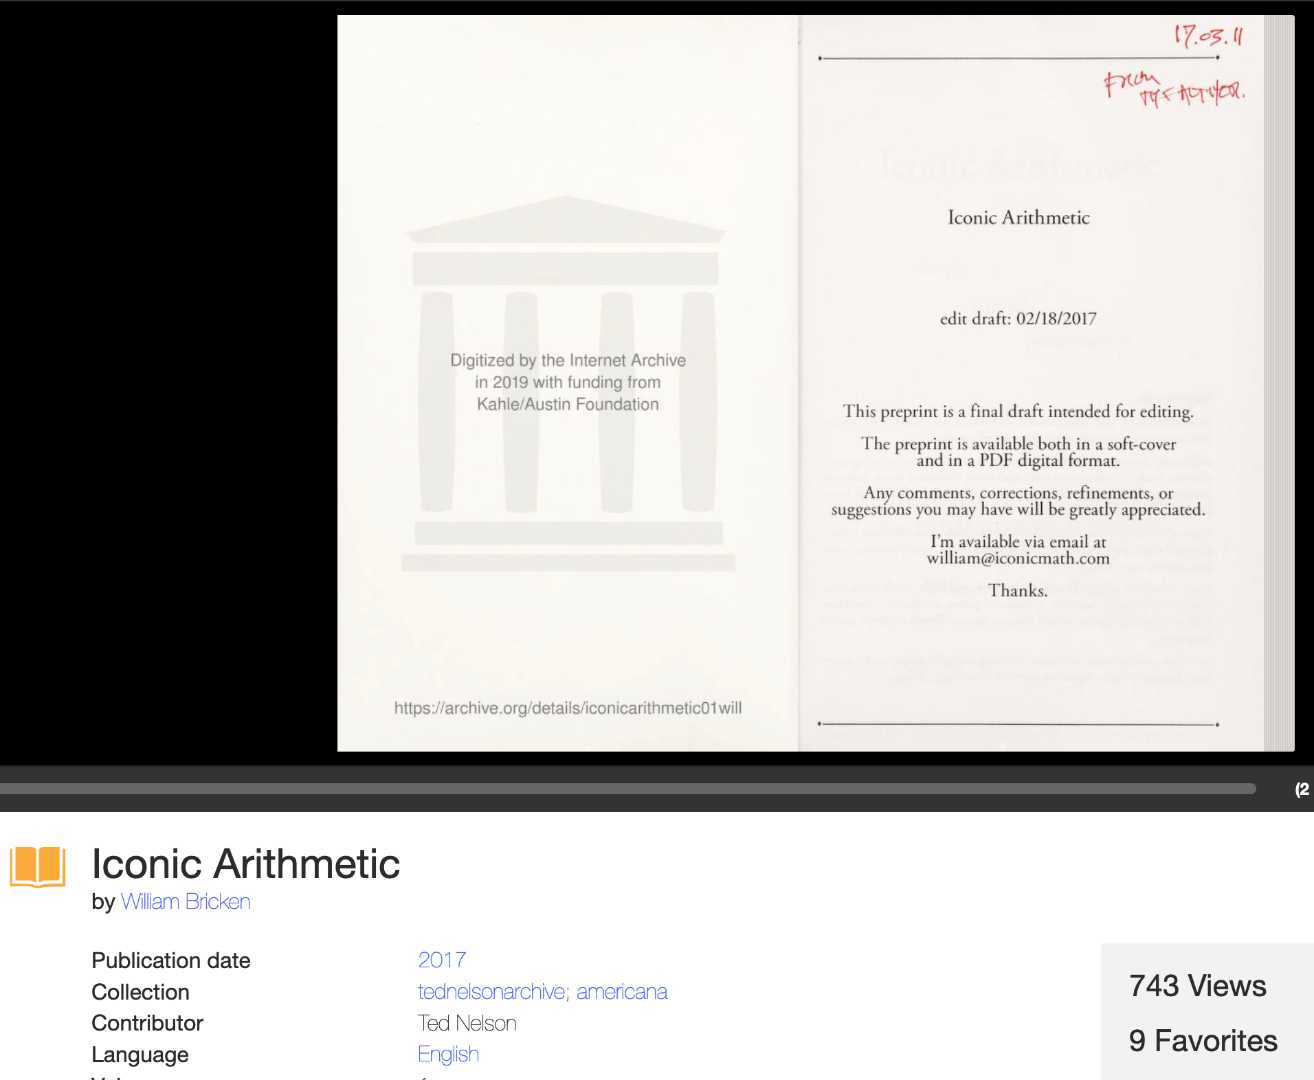 17.03.11
From
THE AUTHOR.
Iconic Arithmetic
edit draft: 02/18/2017
This preprint is a final draft intended for editing.
The preprint is available both in a soft-cover
and in a PDF digital format.
Any comments, corrections, refinements, or
suggestions you may have will be greatly appreciated.
I'm available via email at
william@iconicmath.com
Thanks.
Digitized by the Internet Archive
in 2019 with funding from
Kahle/Austin Foundation
https://archive.org/details/iconicarithmetic01will
(2
Iconic Arithmetic
by William Bricken
Publication date 2017
Collection tednelsonarchive; americana
Contributor Ted Nelson
Language English
743 Views
9 Favorites